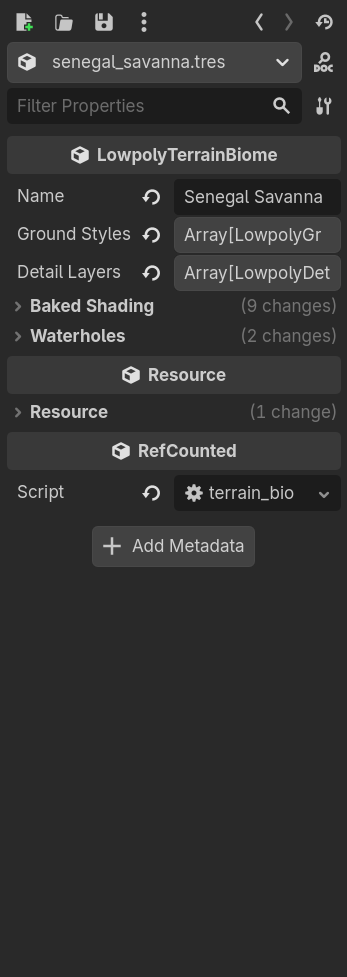 senegal_savanna.tres
DOC
Filter Properties
LowpolyTerrainBiome
Name Senegal Savanna
Ground Styles Array[LowpolyGr
Detail Layers Array[LowpolyDet
Baked Shading (9 changes)
Waterholes (2 changes)
Resource
Resource (1 change)
RefCounted
Script terrain_bio
Add Metadata